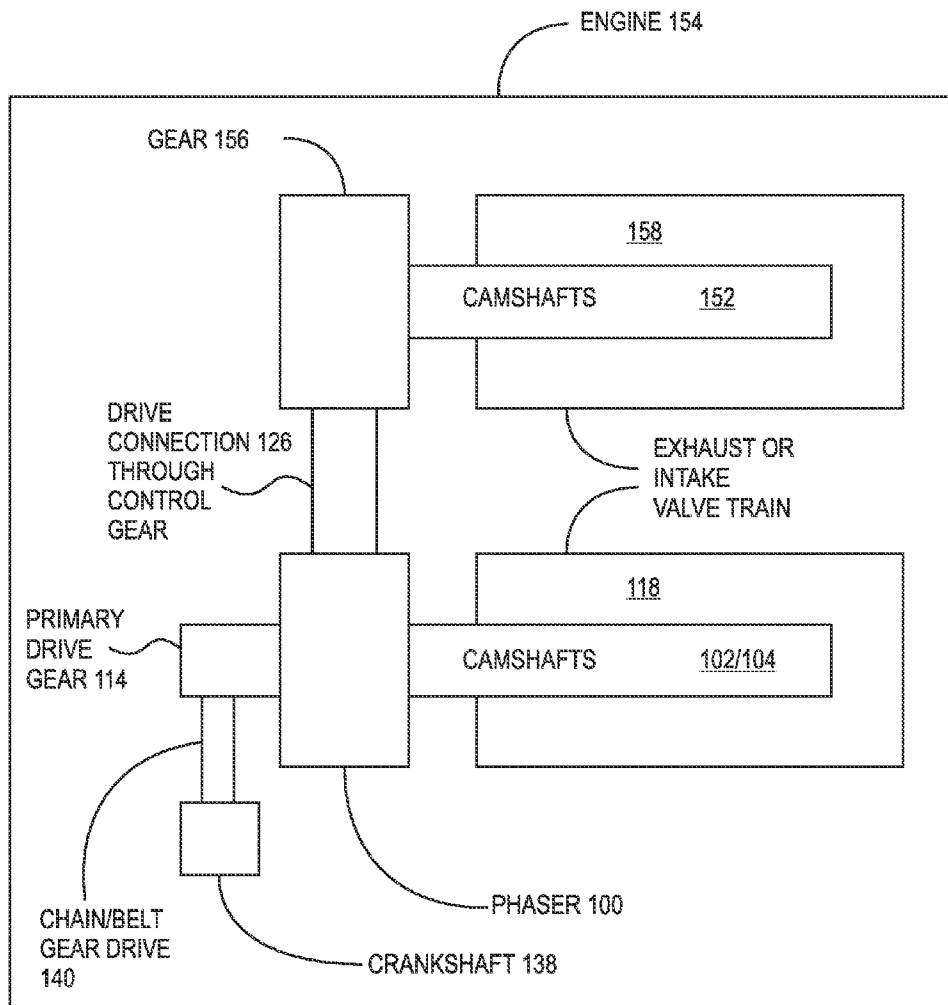 ENGINE 154
GEAR 156
158
CAMSHAFTS 152
DRIVE
CONNECTION 126
THROUGH
CONTROL
GEAR
EXHAUST OR
INTAKE
VALVE TRAIN
118
PRIMARY
DRIVE
GEAR 114
CAMSHAFTS 102/104
PHASER 100
CHAIN/BELT
GEAR DRIVE
140
CRANKSHAFT 138